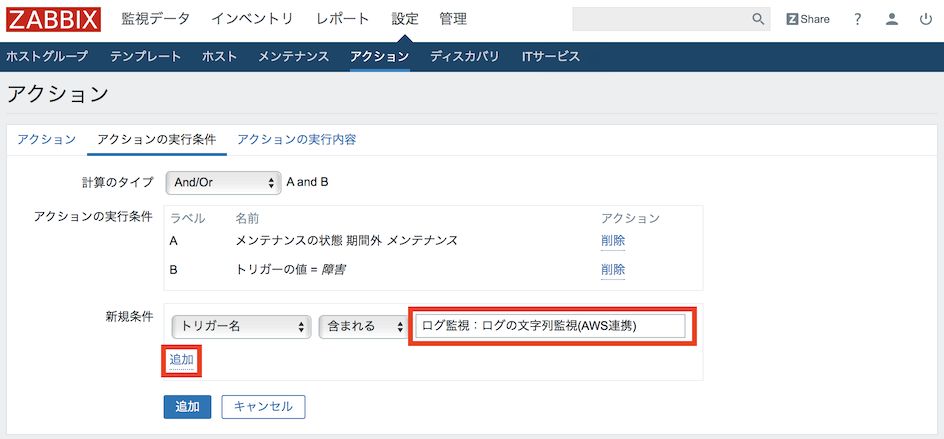 ZABBIX 監視データ インベントリ レポート 設定 管理 Z Share ?
ホストグループ テンプレート ホスト メンテナンス アクション ディスカバリ ITサービス
アクション
アクション アクションの実行条件 アクションの実行内容
計算のタイプ And/Or A and B
アクションの実行条件 ラベル 名前 アクション
A メンテナンスの状態 期間外 メンテナンス 削除
B トリガーの値 = 障害 削除
新規条件 トリガー名 含まれる ログ監視：ログの文字列監視(AWS連携)
追加
追加 キャンセル